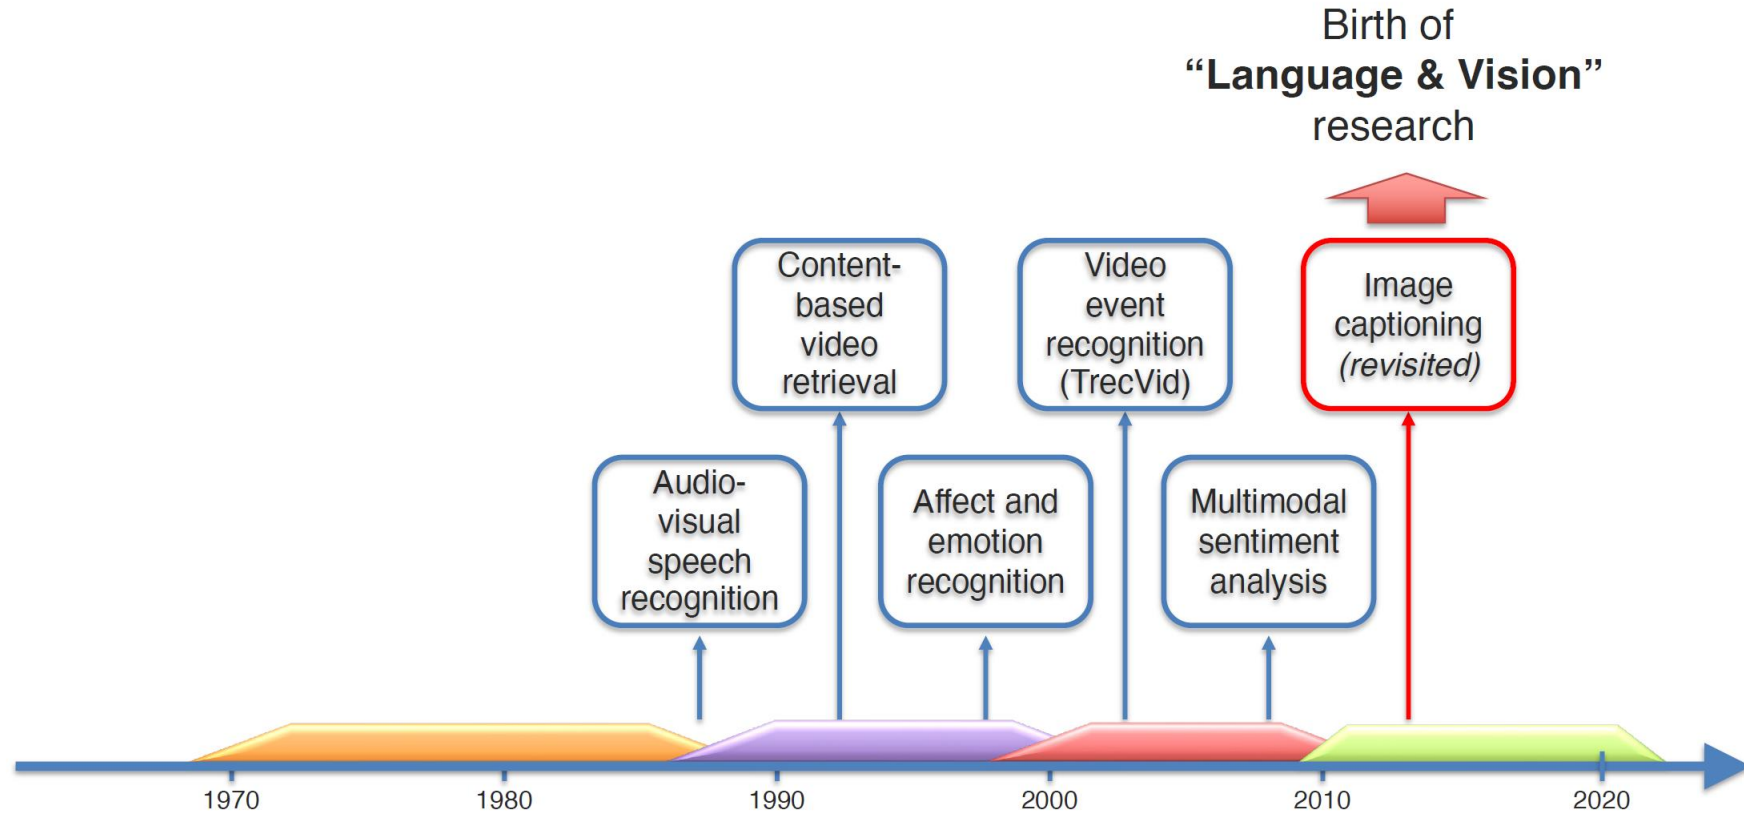 Birth of
“Language & Vision”
research
Content-
based
video
retrieval
Video
event
recognition
(TrecVid)
Image
captioning
(revisited)
Audio-
visual
speech
recognition
Affect and
emotion
recognition
Multimodal
sentiment
analysis
1970
1980
1990
2000
2010
2020